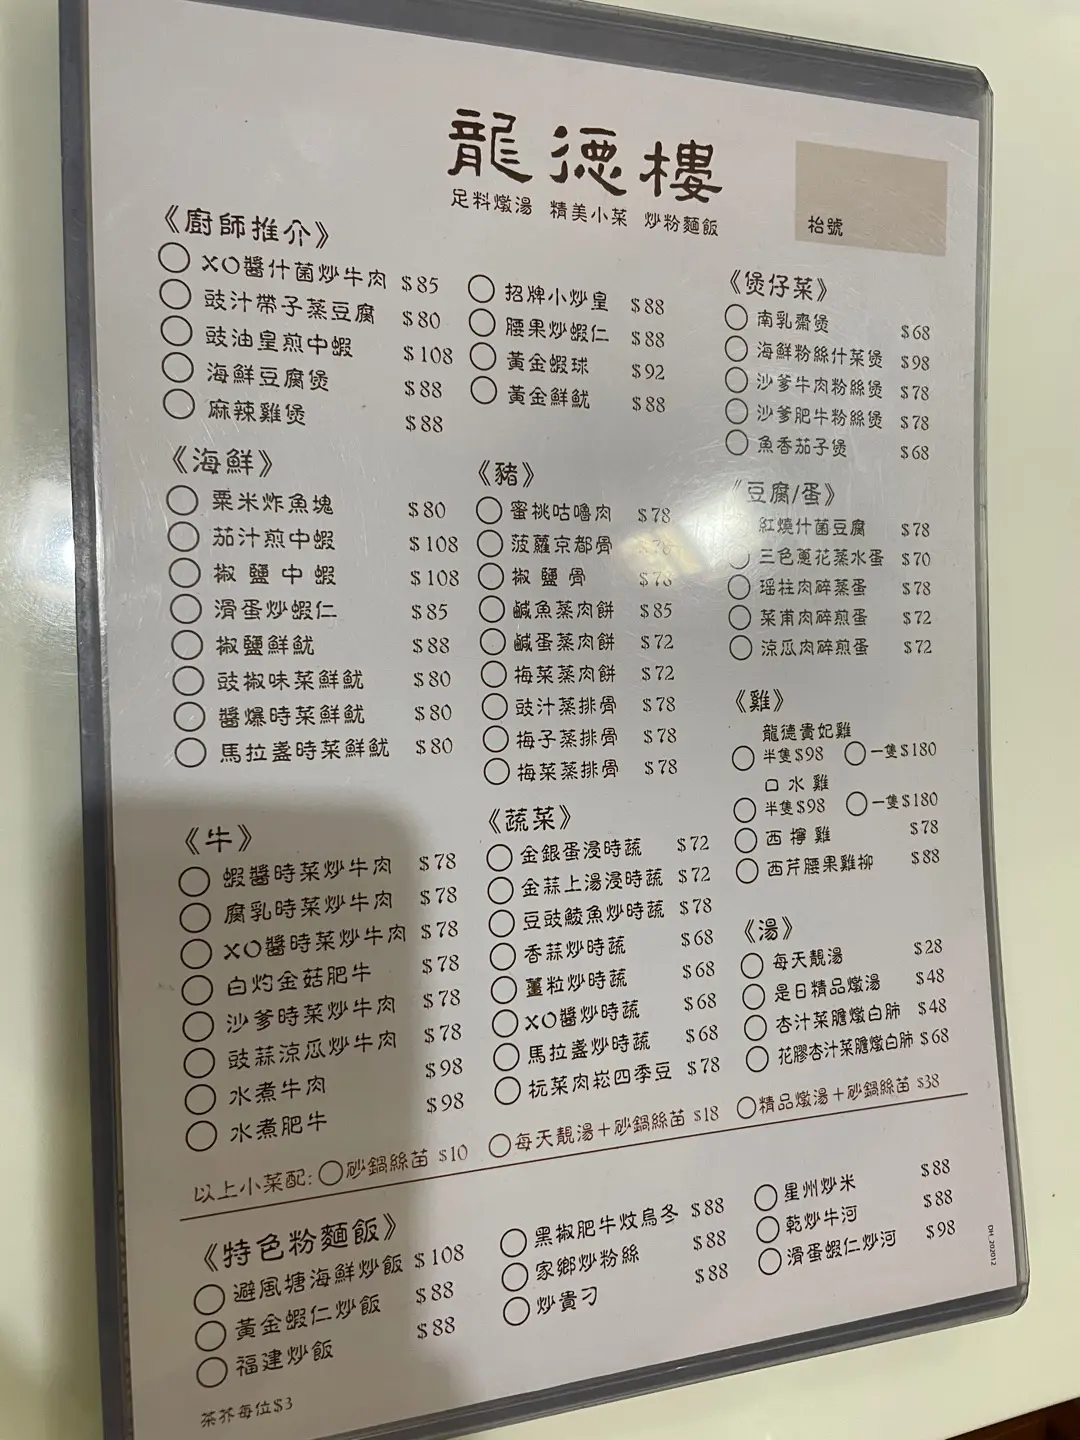 龍德樓
足料燉湯 精美小菜 炒粉麵飯
枱號
《廚師推介》
XO醬什菌炒牛肉 $85
豉汁帶子蒸豆腐 $80
豉油皇煎中蝦 $108
海鮮豆腐煲 $88
麻辣雞煲 $88
招牌小炒皇 $88
腰果炒蝦仁 $88
黃金蝦球 $92
黃金鮮魷 $88
《煲仔菜》
南乳齋煲 $68
海鮮粉絲什菜煲 $98
沙爹牛肉粉絲煲 $78
沙爹肥牛粉絲煲 $78
魚香茄子煲 $68
《海鮮》
粟米炸魚塊 $80
茄汁煎中蝦 $108
椒鹽中蝦 $108
滑蛋炒蝦仁 $85
椒鹽鮮魷 $88
豉椒味菜鮮魷 $80
醬爆時菜鮮魷 $80
馬拉盞時菜鮮魷 $80
《豬》
蜜桃咕嚕肉 $78
菠蘿京都骨 $78
椒鹽骨 $78
鹹魚蒸肉餅 $85
鹹蛋蒸肉餅 $72
梅菜蒸肉餅 $72
豉汁蒸排骨 $78
梅子蒸排骨 $78
梅菜蒸排骨 $78
《豆腐/蛋》
紅燒什菌豆腐 $78
三色蔥花蒸水蛋 $70
瑶柱肉碎蒸蛋 $78
菜甫肉碎煎蛋 $72
涼瓜肉碎煎蛋 $72
《雞》
龍德貴妃雞
半隻$98 一隻$180
口水雞
半隻$98 一隻$180
西檸雞 $78
西芹腰果雞柳 $88
《牛》
蝦醬時菜炒牛肉 $78
腐乳時菜炒牛肉 $78
XO醬時菜炒牛肉 $78
白灼金菇肥牛 $78
沙爹時菜炒牛肉 $78
豉蒜涼瓜炒牛肉 $78
水煮牛肉 $98
水煮肥牛 $98
《蔬菜》
金銀蛋浸時蔬 $72
金蒜上湯浸時蔬 $72
豆豉鯪魚炒時蔬 $78
香蒜炒時蔬 $68
薑粒炒時蔬 $68
XO醬炒時蔬 $68
馬拉盞炒時蔬 $68
杬菜肉崧四季豆 $78
《湯》
每天靚湯 $28
是日精品燉湯 $48
杏汁菜膽燉白肺 $48
花膠杏汁菜膽燉白肺 $68
以上小菜配: 砂鍋絲苗 $10 每天靚湯+砂鍋絲苗 $18 精品燉湯+砂鍋絲苗 $38
《特色粉麵飯》
避風塘海鮮炒飯 $108
黃金蝦仁炒飯 $88
福建炒飯 $88
黑椒肥牛炆烏冬 $88
家鄉炒粉絲 $88
炒貴刁 $88
星州炒米 $88
乾炒牛河 $88
滑蛋蝦仁炒河 $98
茶芥每位$3
DH. 202012